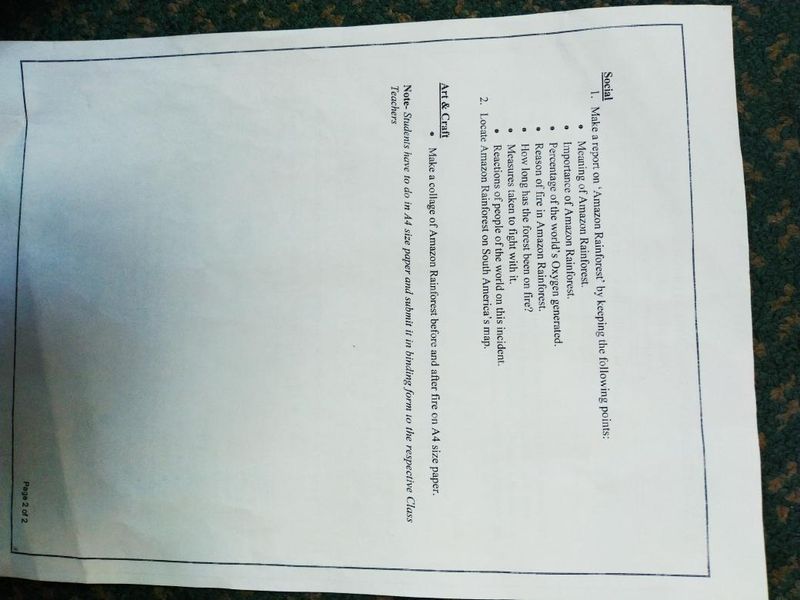 Social
1. Make a report on 'Amazon Rainforest' by keeping the following points:
• Meaning of Amazon Rainforest.
• Importance of Amazon Rainforest.
• Percentage of the world's Oxygen generated.
• Reason of fire in Amazon Rainforest.
• How long has the forest been on fire?
• Measures taken to fight with it.
• Reactions of people of the world on this incident.
2. Locate Amazon Rainforest on South America's map.
Art & Craft
• Make a collage of Amazon Rainforest before and after fire on A4 size paper.
Note- Students have to do in A4 size paper and submit it in binding form to the respective Class
Teachers
Page 2 of 2